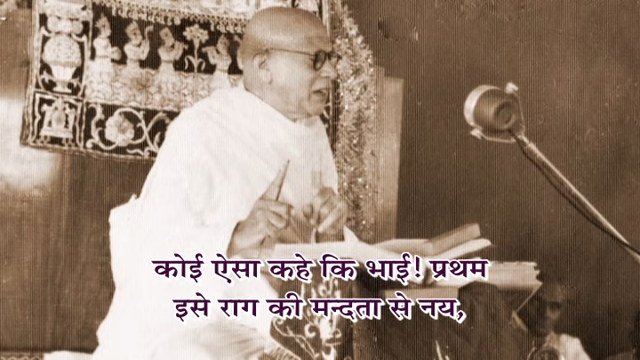 कोई ऐसा कहे कि भाई! प्रथम
इसे राग की मन्दता से नय,